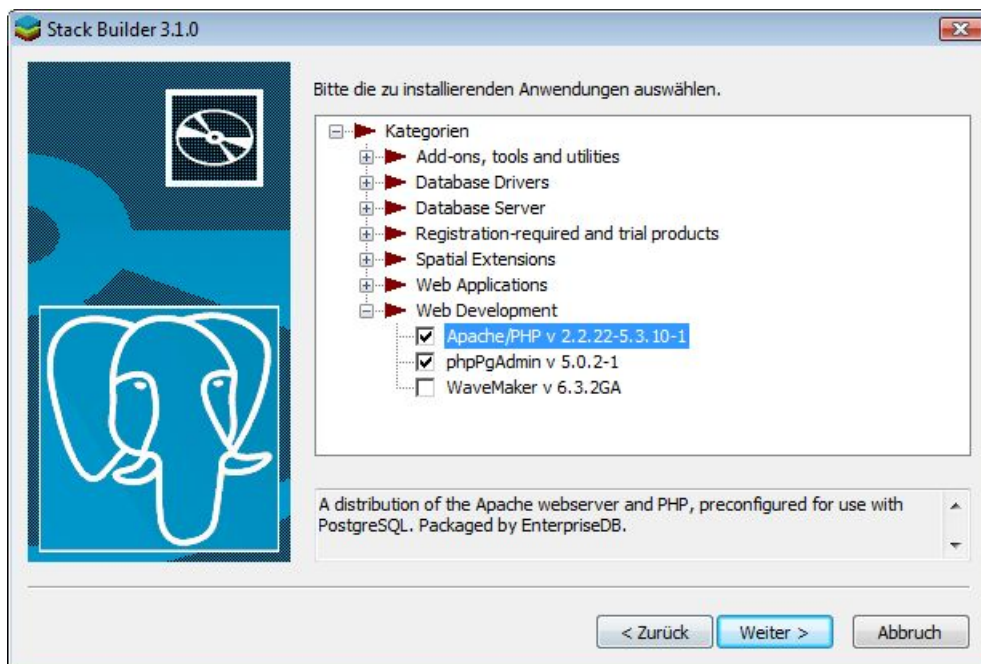 Stack Builder 3.1.0
Bitte die zu installierenden Anwendungen auswählen.
Kategorien
Add-ons, tools and utilities
Database Drivers
Database Server
Registration-required and trial products
Spatial Extensions
Web Applications
Web Development
Apache/PHP v 2.2.22-5.3.10-1
phpPgAdmin v 5.0.2-1
WaveMaker v 6.3.2GA
A distribution of the Apache webserver and PHP, preconfigured for use with
PostgreSQL. Packaged by EnterpriseDB.
< Zurück
Weiter >
Abbruch